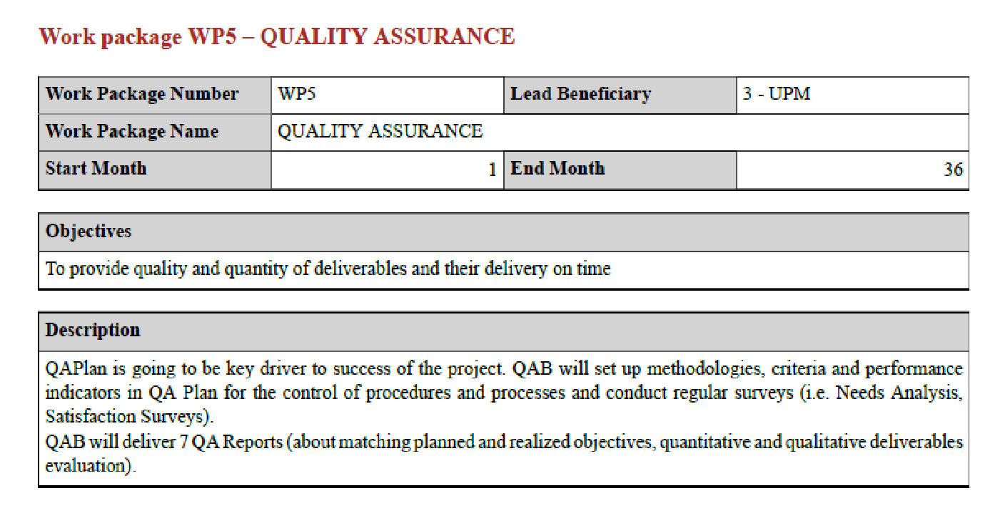 Work package WP5 – QUALITY ASSURANCE
Work Package Number WP5 Lead Beneficiary 3 - UPM
Work Package Name QUALITY ASSURANCE
Start Month 1 End Month 36
Objectives
To provide quality and quantity of deliverables and their delivery on time
Description
QAPlan is going to be key driver to success of the project. QAB will set up methodologies, criteria and performance
indicators in QA Plan for the control of procedures and processes and conduct regular surveys (i.e. Needs Analysis,
Satisfaction Surveys).
QAB will deliver 7 QA Reports (about matching planned and realized objectives, quantitative and qualitative deliverables
evaluation).